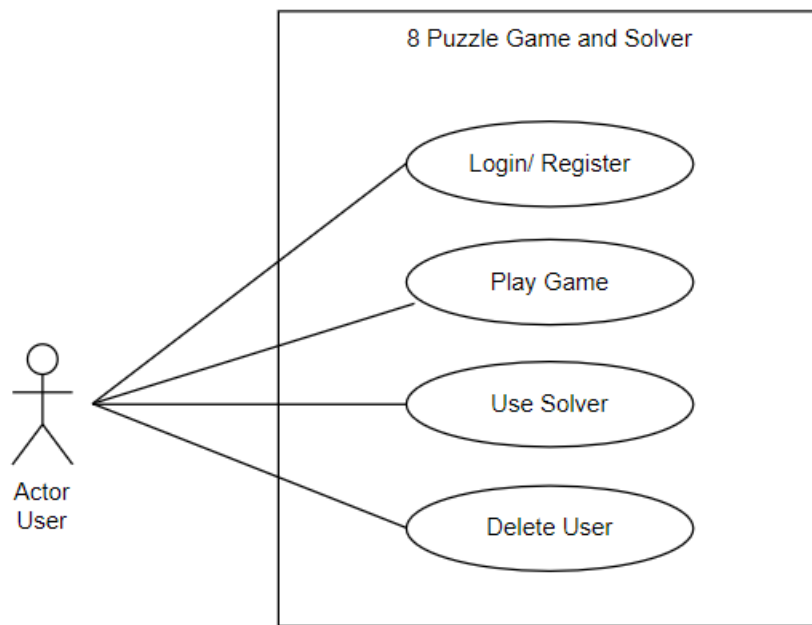 8 Puzzle Game and Solver
Login/ Register
Play Game
Use Solver
Delete User
Actor
User